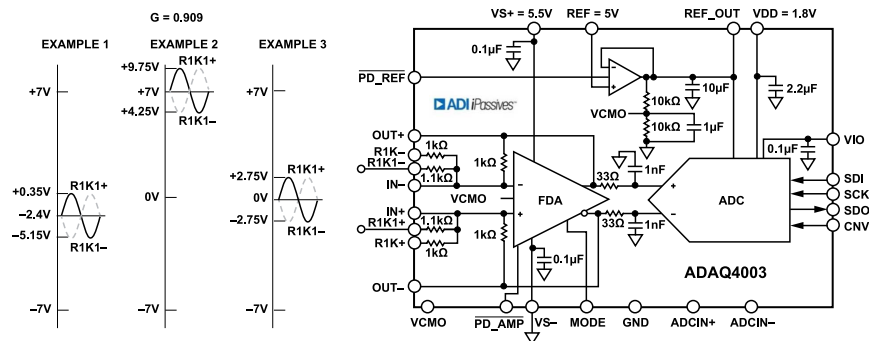 G = 0.909
EXAMPLE 1
+7V
+0.35V
R1K1+
–2.4V
–5.15V
R1K1–
–7V
EXAMPLE 2
+9.75V
R1K1+
+7V
+4.25V
R1K1–
0V
–7V
EXAMPLE 3
+7V
+2.75V
R1K1+
0V
–2.75V
R1K1–
–7V
VS+ = 5.5V
REF = 5V
REF_OUT
VDD = 1.8V
0.1µF
PD_REF
ADI iPassives™
10µF
2.2µF
10kΩ
VCMO
10kΩ
1µF
VIO
0.1µF
OUT+
R1K–
1kΩ
R1K1–
1.1kΩ
IN–
1kΩ
VCMO
FDA
33Ω
1nF
ADC
SDI
SCK
SDO
CNV
IN+
1.1kΩ
R1K1+
R1K+
1kΩ
1kΩ
33Ω
1nF
0.1µF
OUT–
ADAQ4003
VCMO
PD_AMP
VS–
MODE
GND
ADCIN+
ADCIN–